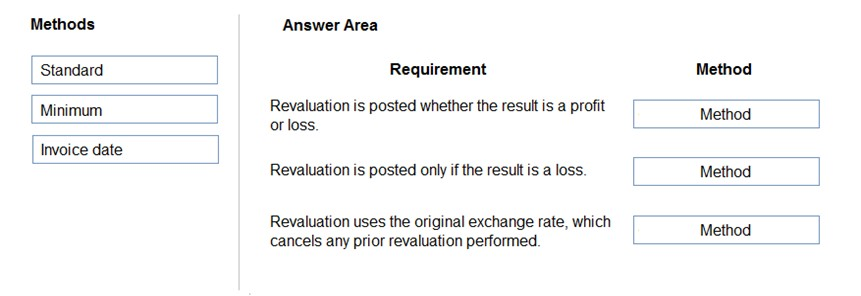 Methods
Standard
Minimum
Invoice date
Answer Area
Requirement
Method
Revaluation is posted whether the result is a profit
or loss.
Method
Revaluation is posted only if the result is a loss.
Method
Revaluation uses the original exchange rate, which
cancels any prior revaluation performed.
Method